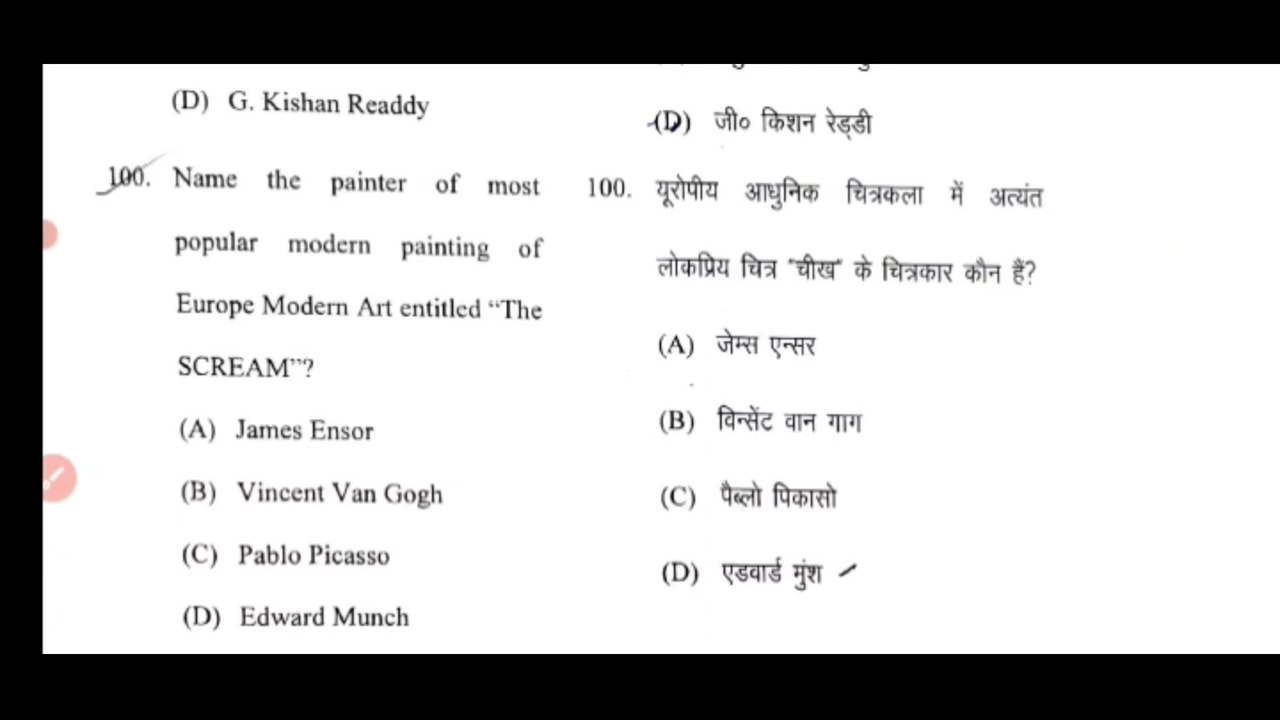 (D) G. Kishan Readdy
100. Name the painter of most
popular modern painting of
Europe Modern Art entitled “The
SCREAM”?
(A) James Ensor
(B) Vincent Van Gogh
(C) Pablo Picasso
(D) Edward Munch
(D) जी० किशन रेड्डी
100. यूरोपीय आधुनिक चित्रकला में अत्यंत
लोकप्रिय चित्र "चीख" के चित्रकार कौन हैं?
(A) जेम्स एन्सर
(B) विन्सेंट वान गाग
(C) पैब्लो पिकासो
(D) एडवार्ड मुंश